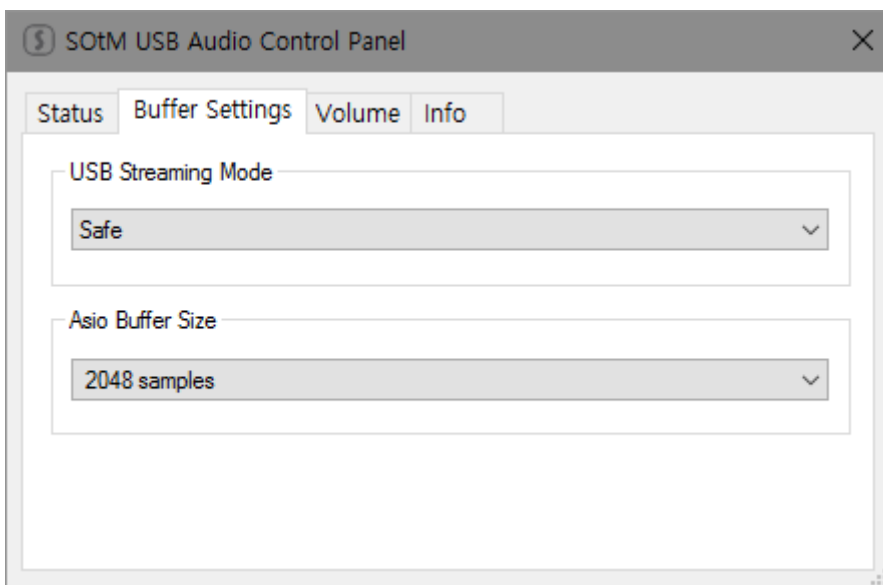 SOtM USB Audio Control Panel
Status Buffer Settings Volume Info
USB Streaming Mode
Safe
Asio Buffer Size
2048 samples